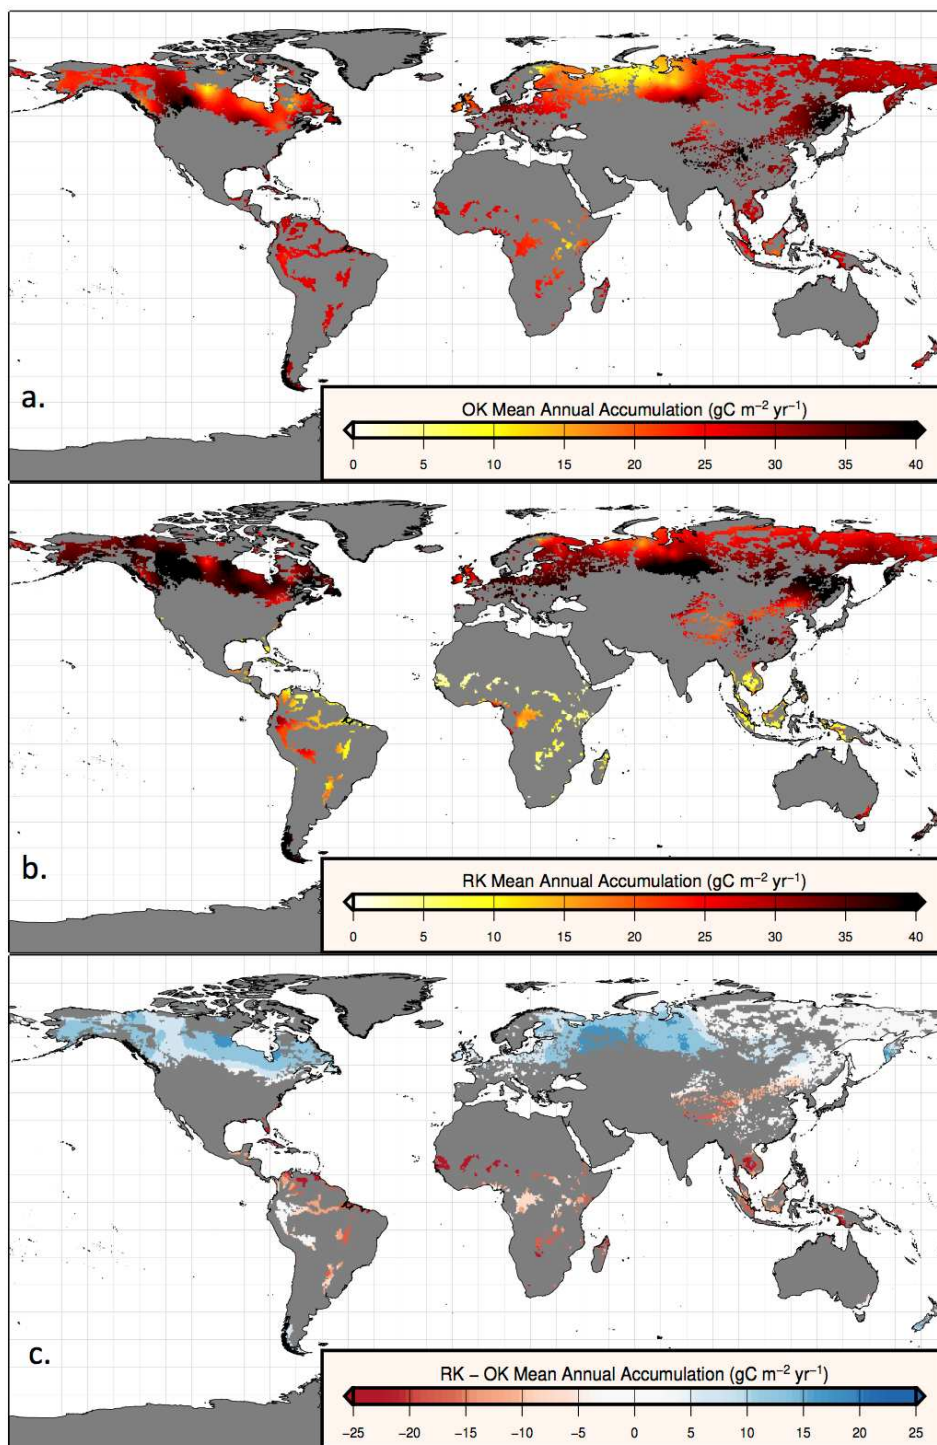 a.
OK Mean Annual Accumulation (gC m⁻² yr⁻¹)
0 5 10 15 20 25 30 35 40
b.
RK Mean Annual Accumulation (gC m⁻² yr⁻¹)
0 5 10 15 20 25 30 35 40
c.
RK − OK Mean Annual Accumulation (gC m⁻² yr⁻¹)
−25 −20 −15 −10 −5 0 5 10 15 20 25